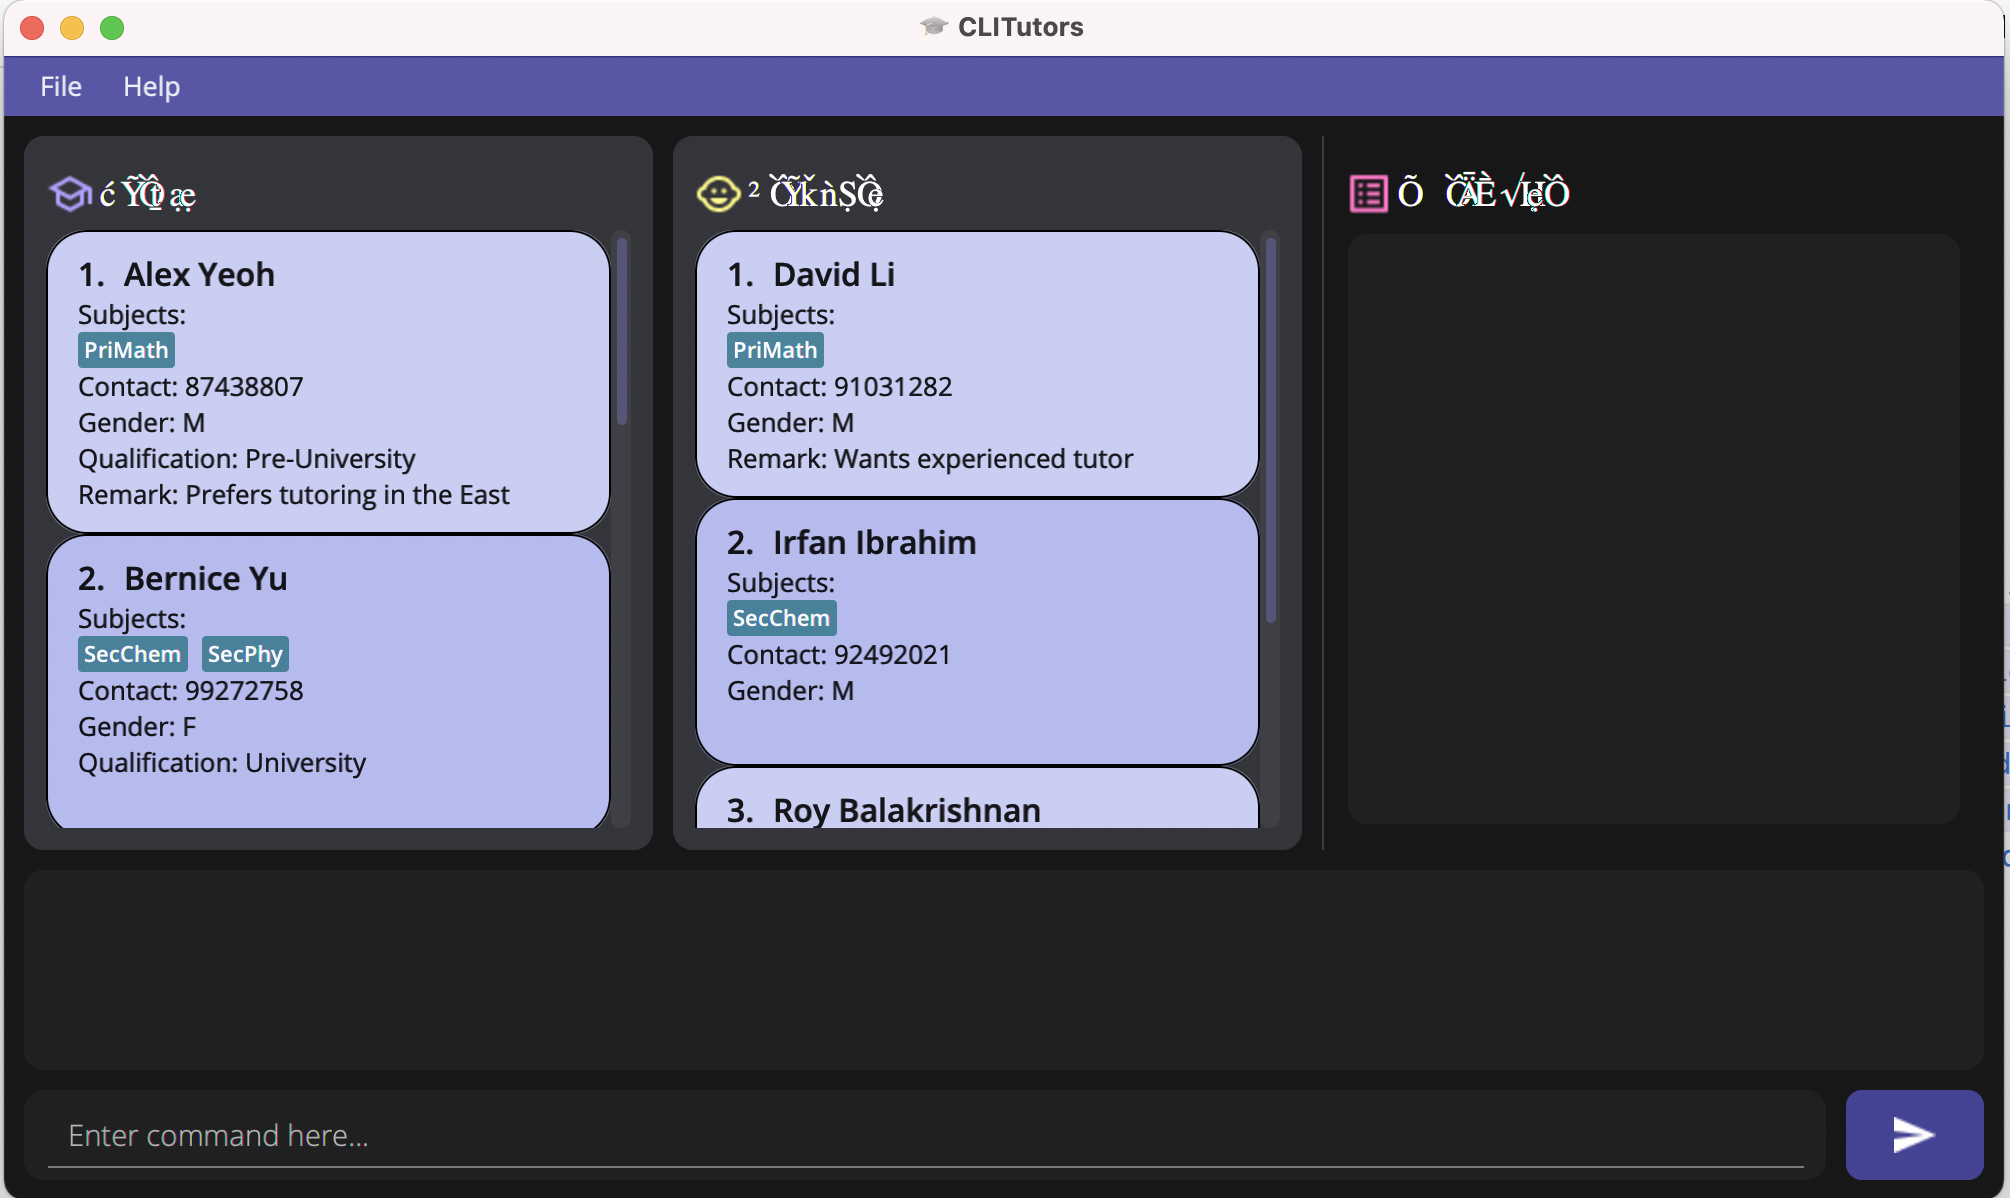 CLITutors
File Help
1. Alex Yeoh
Subjects:
PriMath
Contact: 87438807
Gender: M
Qualification: Pre-University
Remark: Prefers tutoring in the East
2. Bernice Yu
Subjects:
SecChem SecPhy
Contact: 99272758
Gender: F
Qualification: University
1. David Li
Subjects:
PriMath
Contact: 91031282
Gender: M
Remark: Wants experienced tutor
2. Irfan Ibrahim
Subjects:
SecChem
Contact: 92492021
Gender: M
3. Roy Balakrishnan
Enter command here...